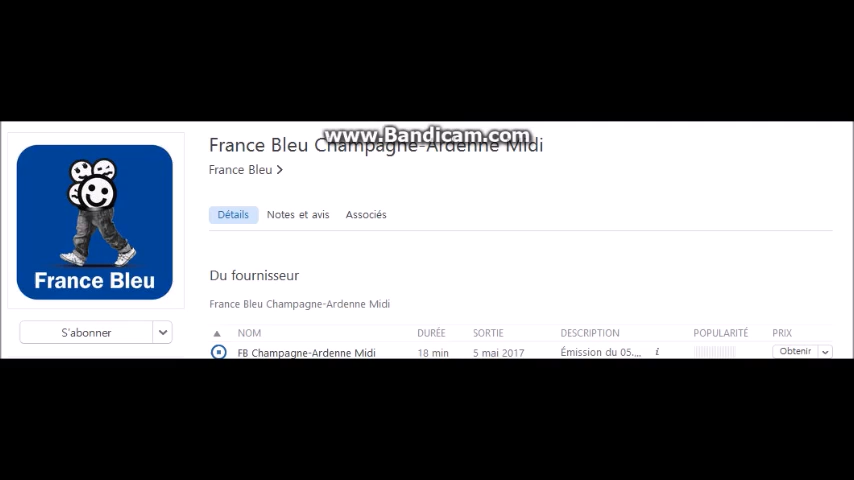 www.Bandicam.com
France Bleu Champagne-Ardenne Midi
France Bleu >
Détails Notes et avis Associés
France Bleu
Du fournisseur
France Bleu Champagne-Ardenne Midi
S'abonner
NOM DURÉE SORTIE DESCRIPTION POPULARITÉ PRIX
FB Champagne-Ardenne Midi 18 min 5 mai 2017 Émission du 05.... i Obtenir